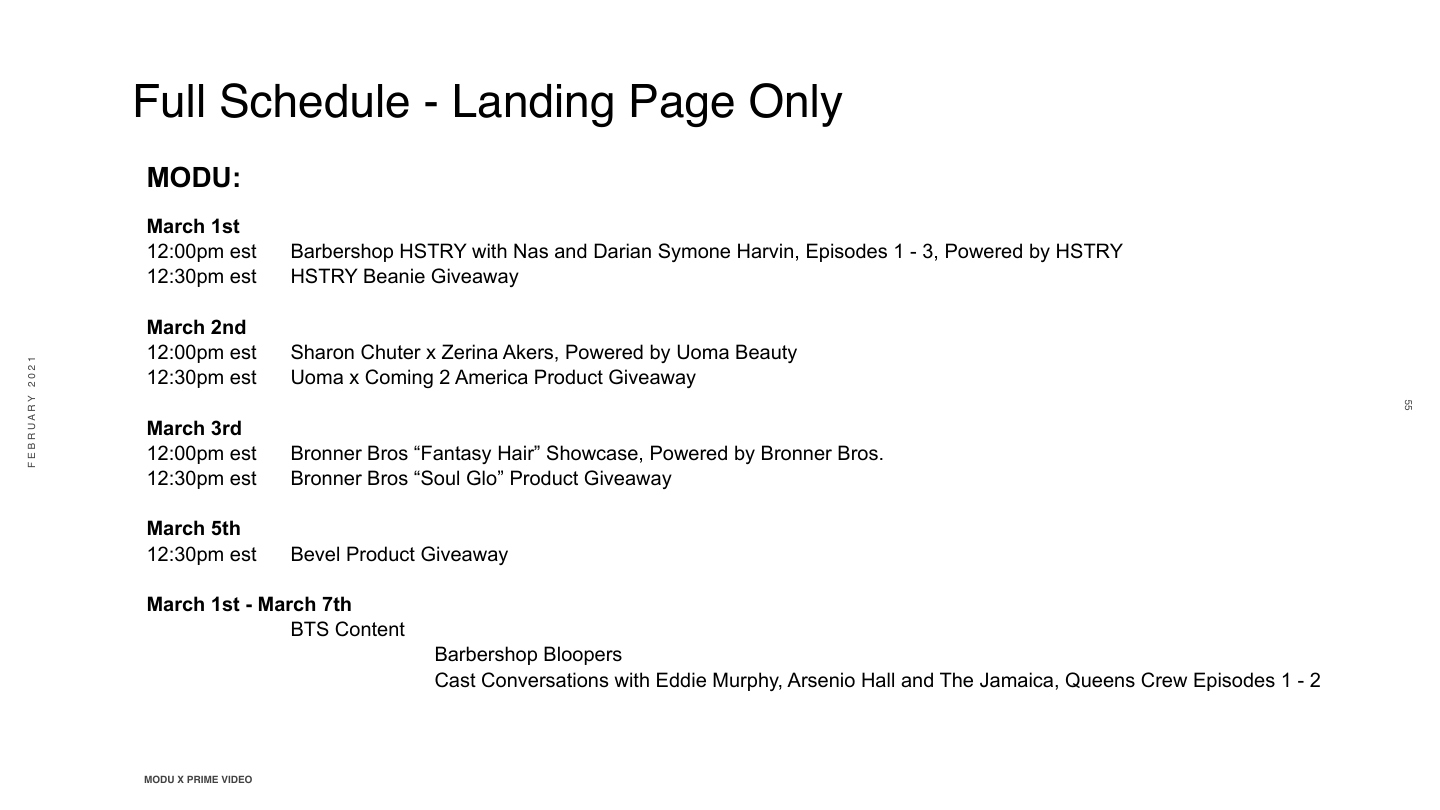 Full Schedule - Landing Page Only
MODU:
March 1st
12:00pm est Barbershop HSTRY with Nas and Darian Symone Harvin, Episodes 1 - 3, Powered by HSTRY
12:30pm est HSTRY Beanie Giveaway
March 2nd
12:00pm est Sharon Chuter x Zerina Akers, Powered by Uoma Beauty
12:30pm est Uoma x Coming 2 America Product Giveaway
March 3rd
12:00pm est Bronner Bros “Fantasy Hair” Showcase, Powered by Bronner Bros.
12:30pm est Bronner Bros “Soul Glo” Product Giveaway
March 5th
12:30pm est Bevel Product Giveaway
March 1st - March 7th
BTS Content
Barbershop Bloopers
Cast Conversations with Eddie Murphy, Arsenio Hall and The Jamaica, Queens Crew Episodes 1 - 2
FEBRUARY 2021
55
MODU X PRIME VIDEO